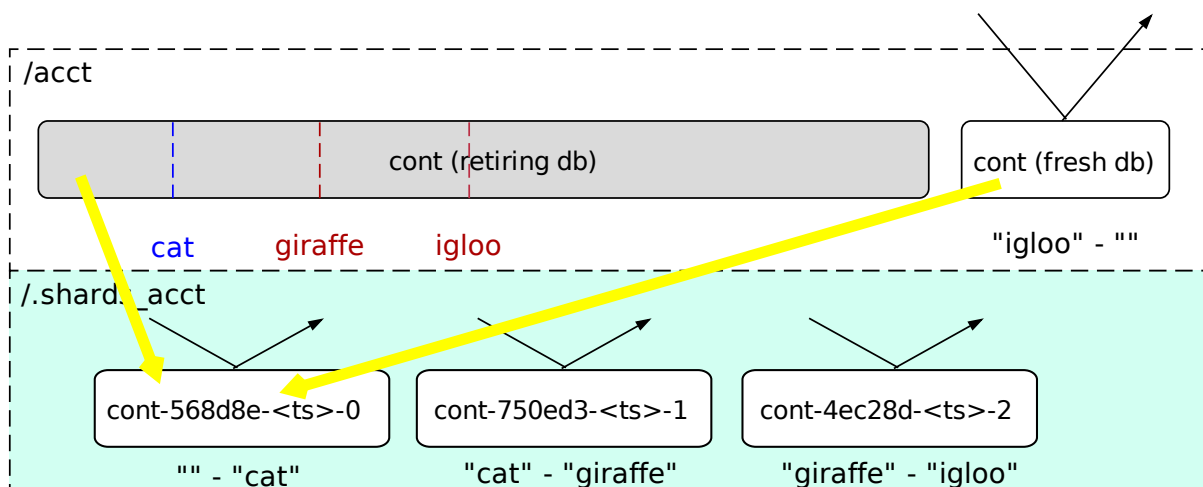 /acct
cont (retiring db)
cont (fresh db)
cat
giraffe
igloo
"igloo" - ""
/.shards_acct
cont-568d8e-<ts>-0
cont-750ed3-<ts>-1
cont-4ec28d-<ts>-2
"" - "cat"
"cat" - "giraffe"
"giraffe" - "igloo"